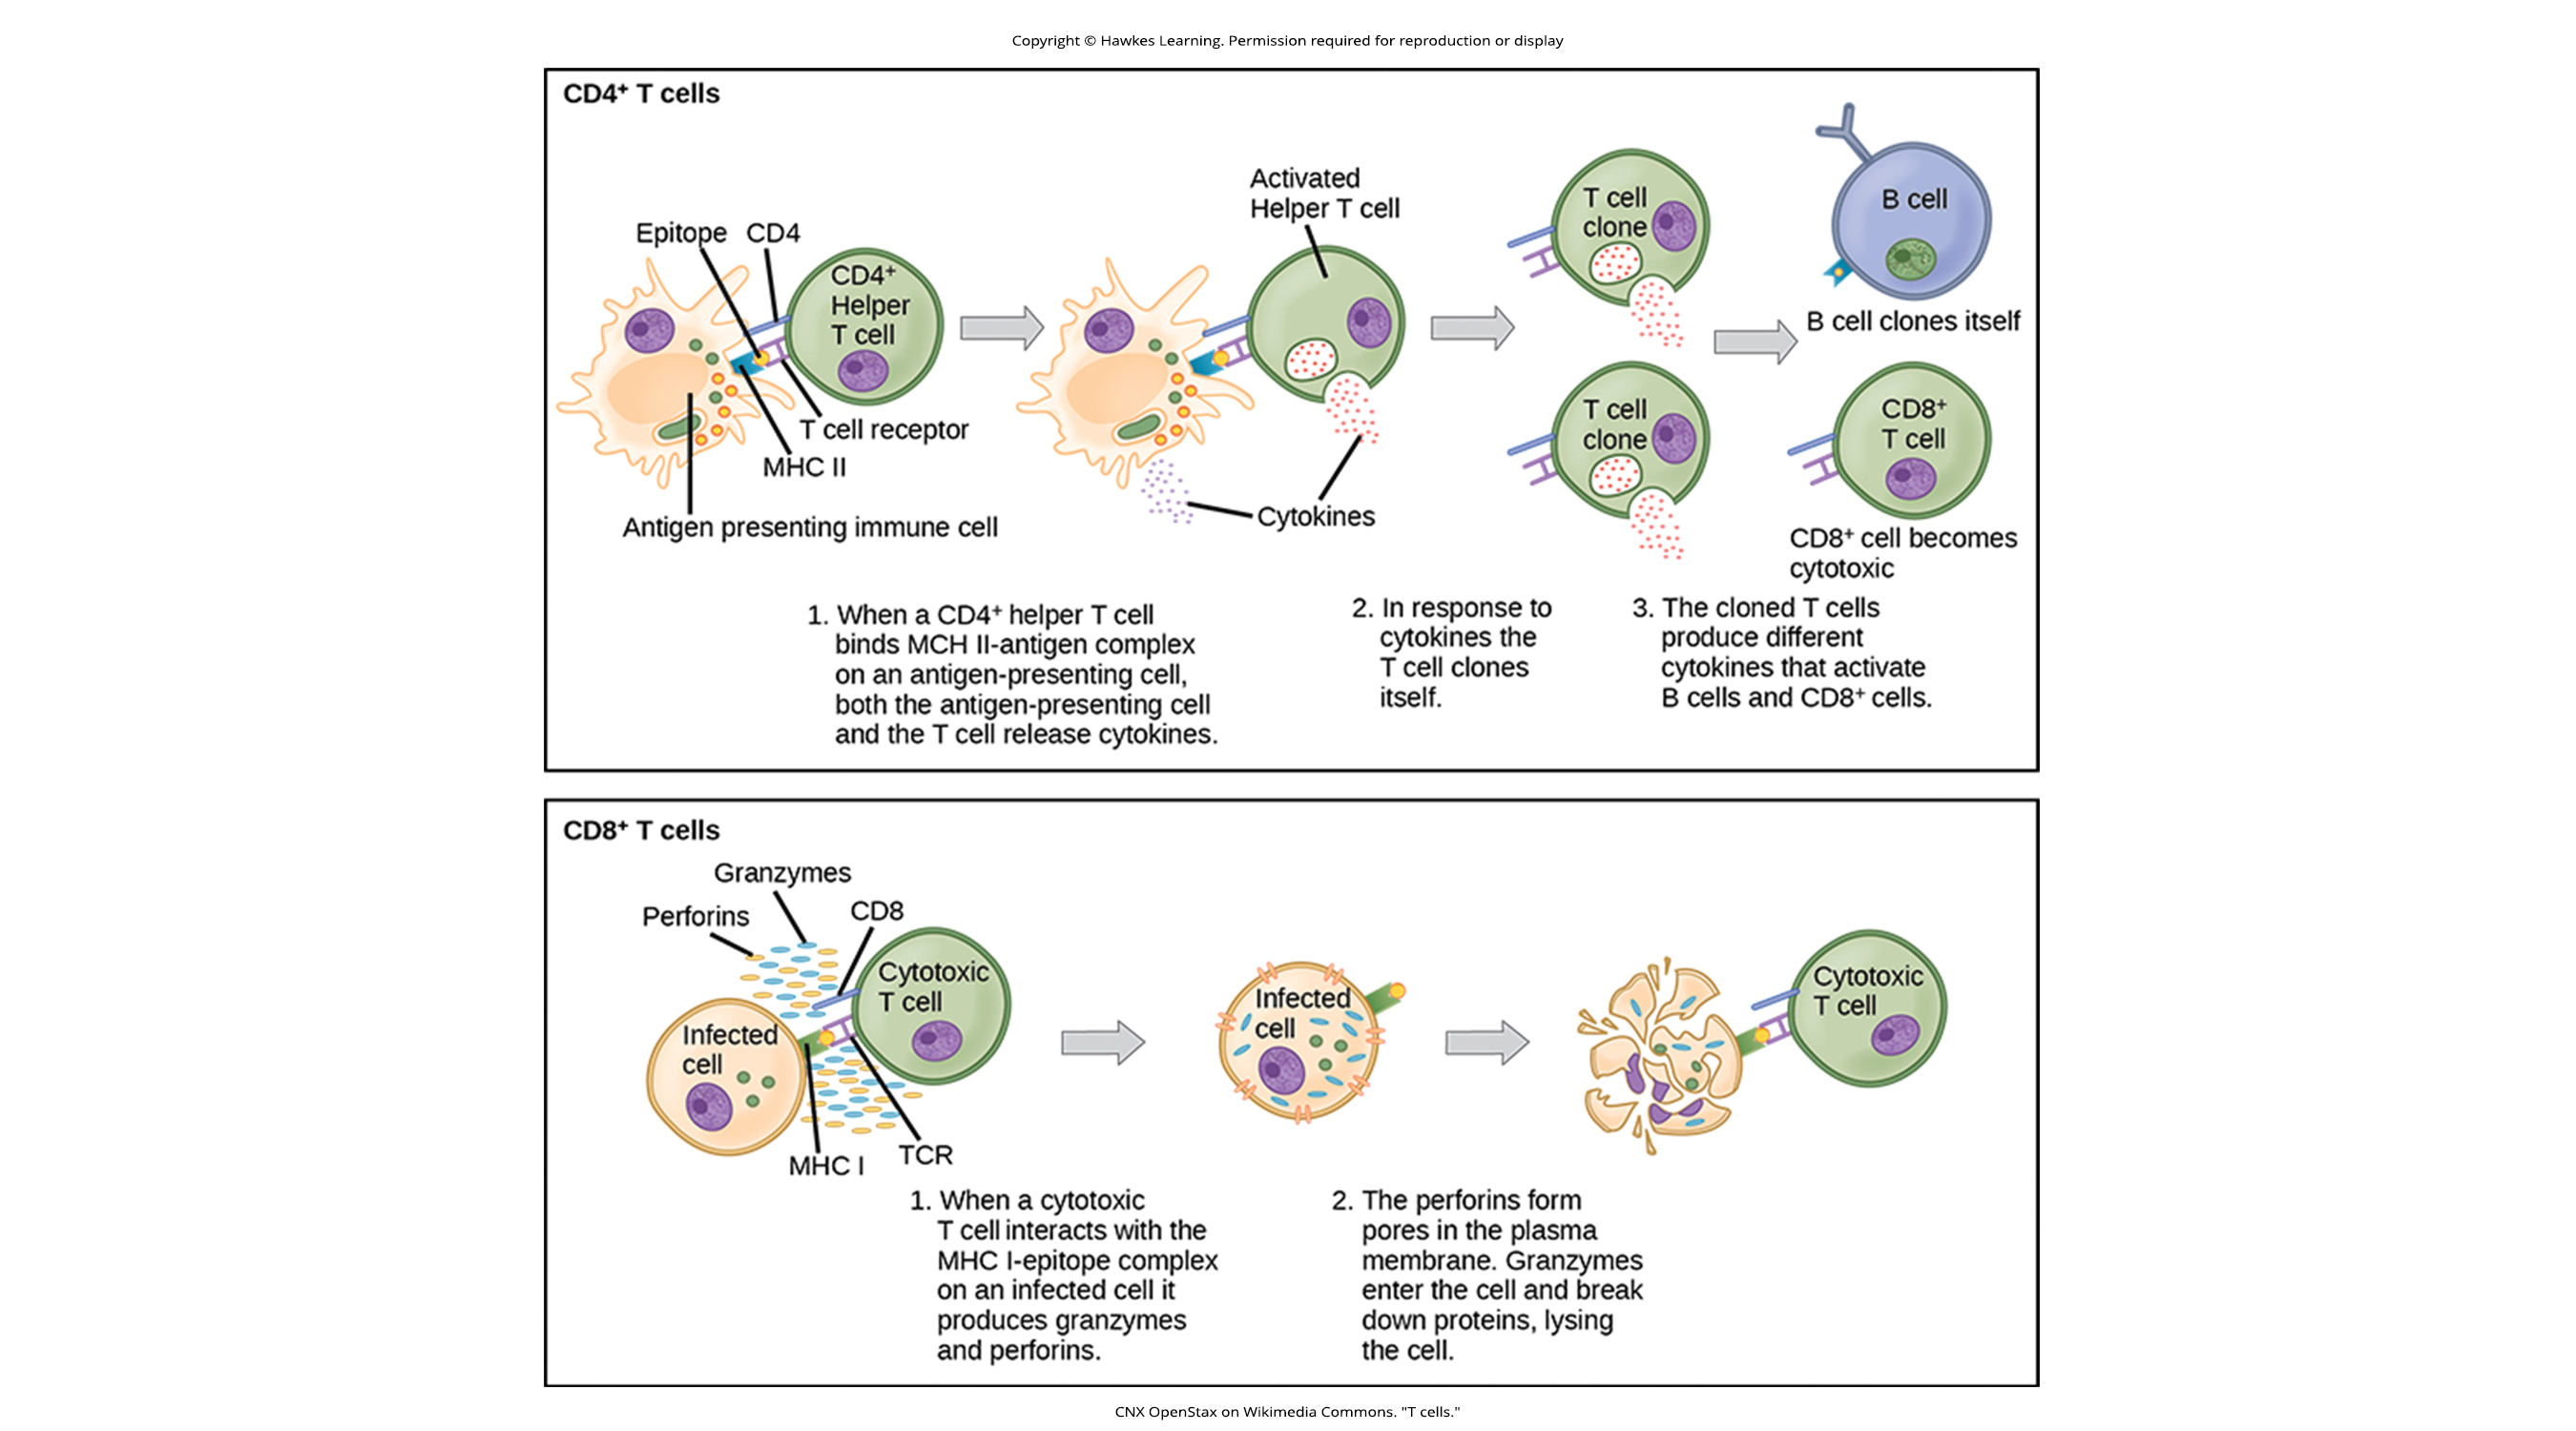 Copyright © Hawkes Learning. Permission required for reproduction or display
CD4⁺ T cells
Epitope
CD4
CD4⁺
Helper
T cell
T cell receptor
MHC II
Antigen presenting immune cell
Activated
Helper T cell
Cytokines
T cell
clone
T cell
clone
B cell
B cell clones itself
CD8⁺
T cell
CD8⁺ cell becomes
cytotoxic
1. When a CD4⁺ helper T cell
binds MCH II-antigen complex
on an antigen-presenting cell,
both the antigen-presenting cell
and the T cell release cytokines.
2. In response to
cytokines the
T cell clones
itself.
3. The cloned T cells
produce different
cytokines that activate
B cells and CD8⁺ cells.
CD8⁺ T cells
Granzymes
Perforins
CD8
Cytotoxic
T cell
Infected
cell
MHC I
TCR
Infected
cell
Cytotoxic
T cell
1. When a cytotoxic
T cell interacts with the
MHC I-epitope complex
on an infected cell it
produces granzymes
and perforins.
2. The perforins form
pores in the plasma
membrane. Granzymes
enter the cell and break
down proteins, lysing
the cell.
CNX OpenStax on Wikimedia Commons. "T cells."